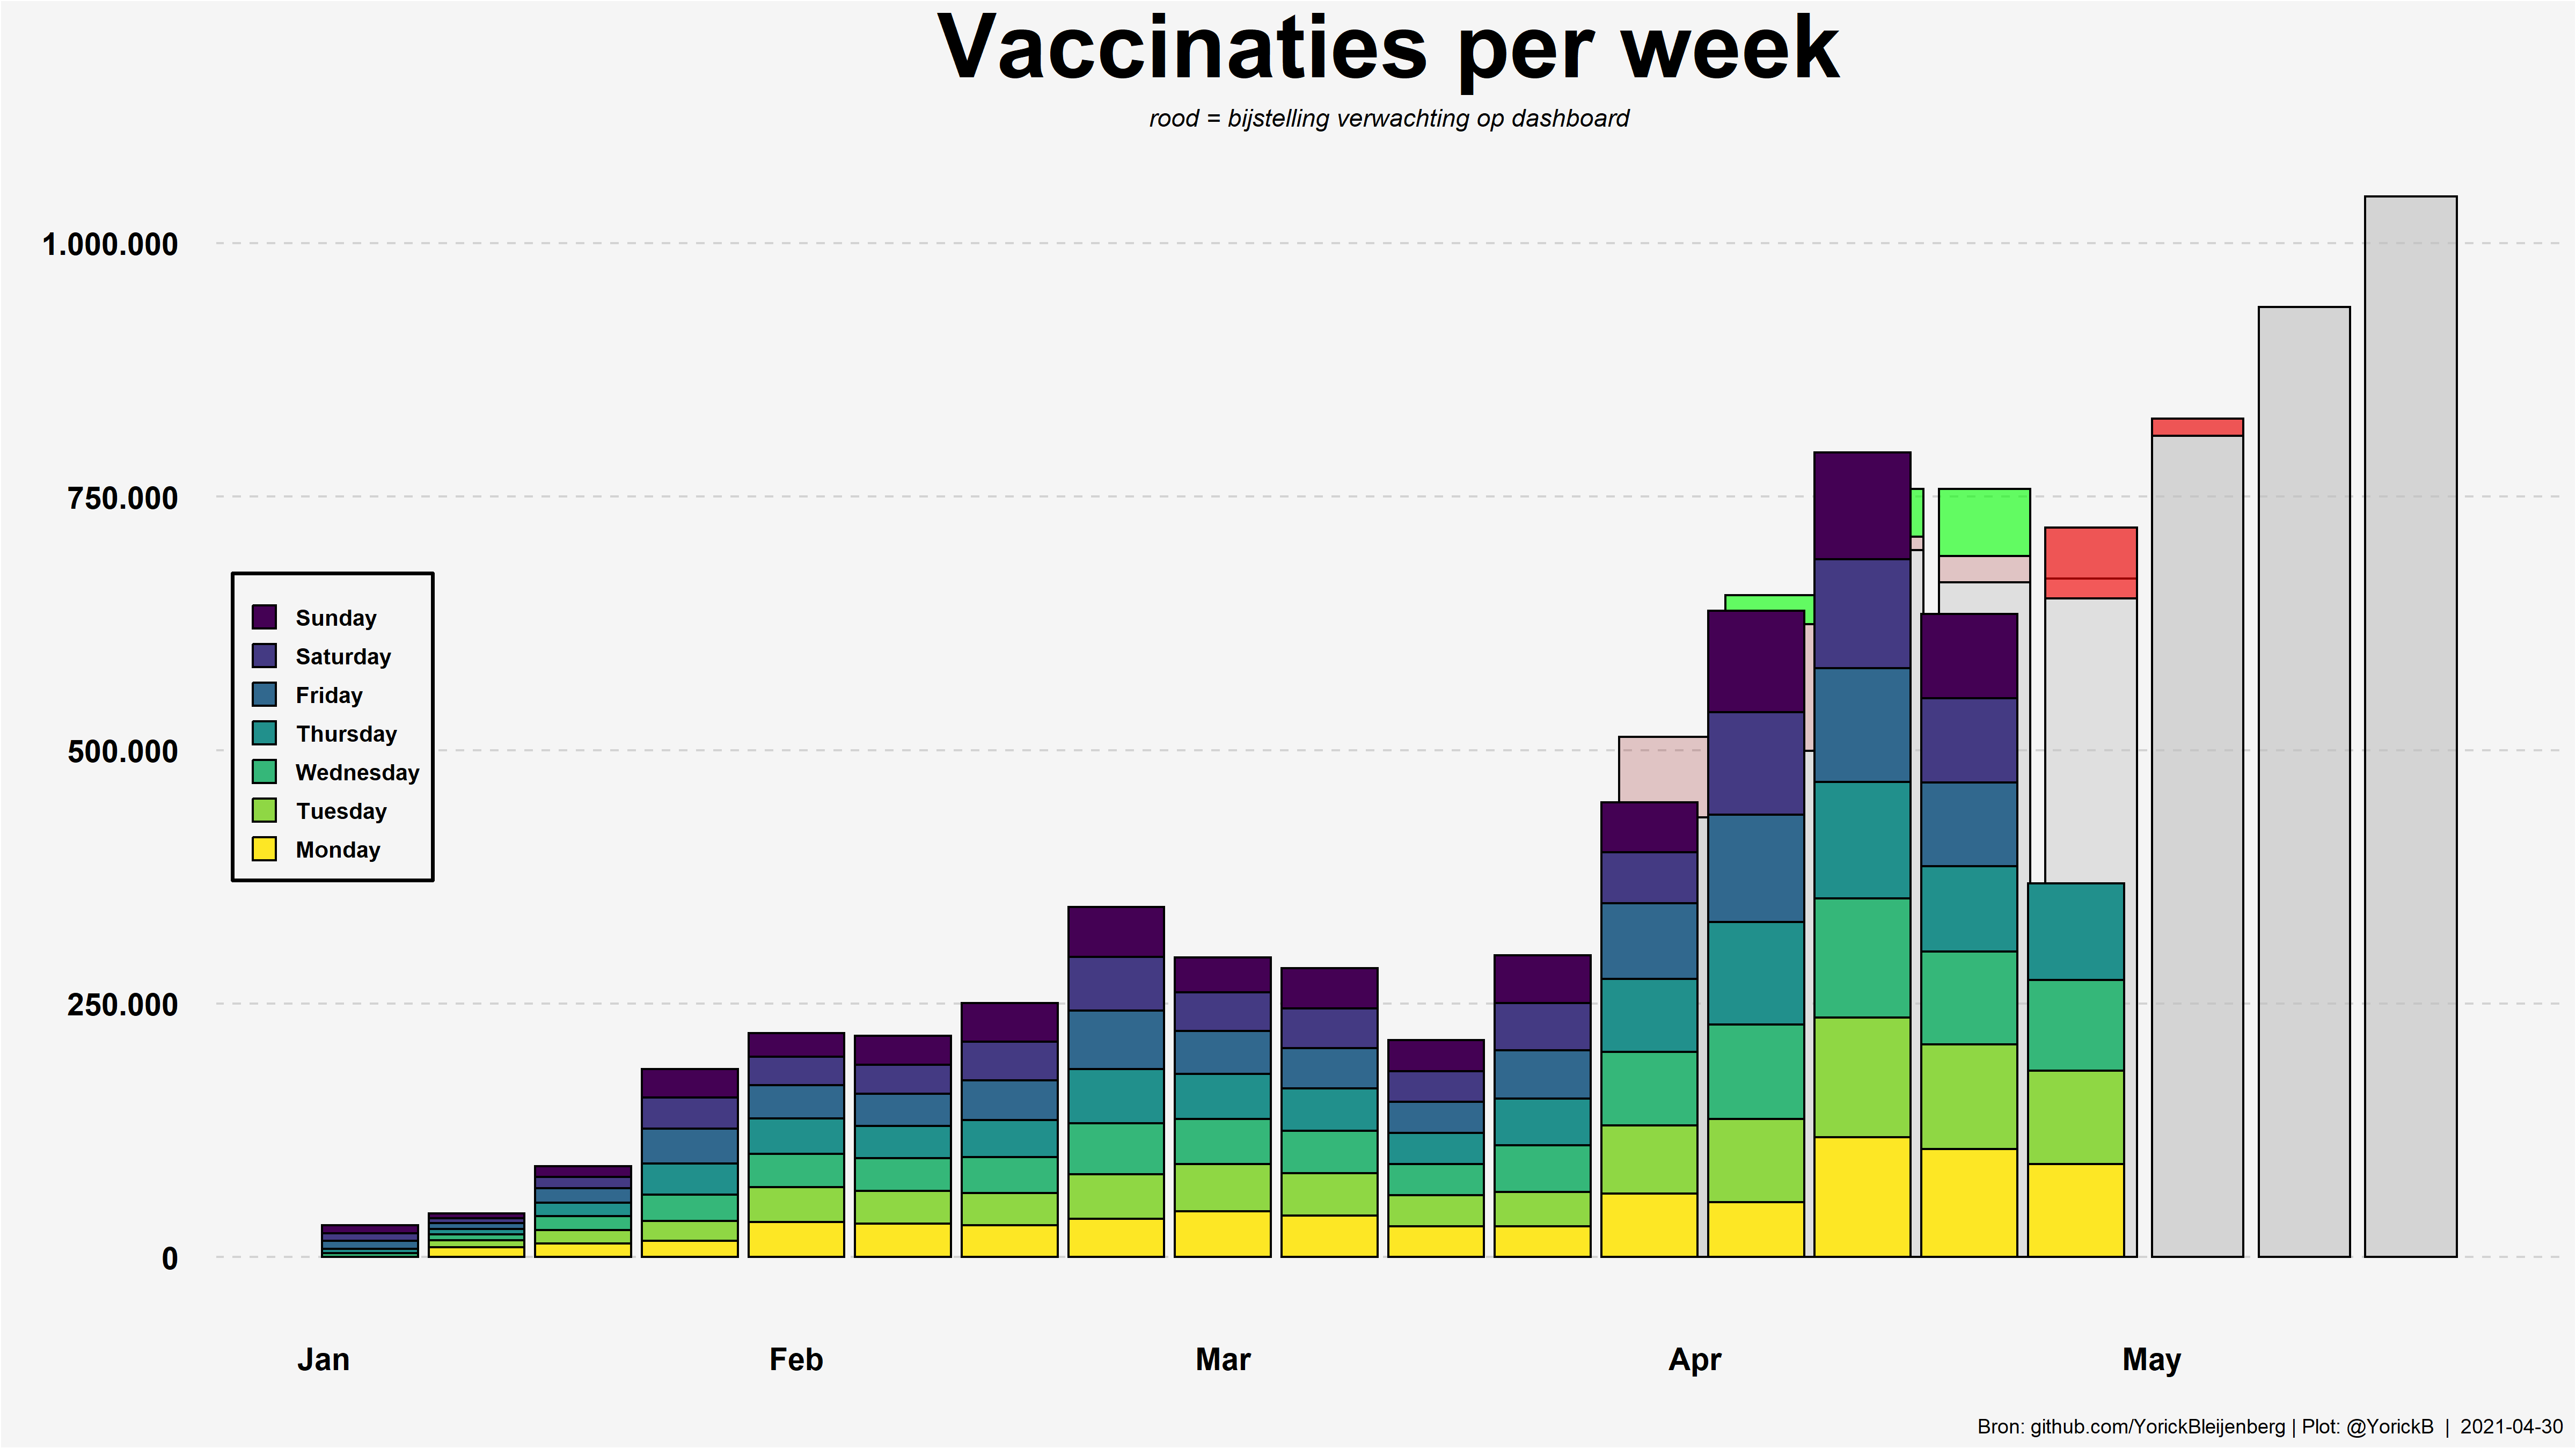 Vaccinaties per week
rood = bijstelling verwachting op dashboard
1.000.000
750.000
500.000
250.000
0
Sunday
Saturday
Friday
Thursday
Wednesday
Tuesday
Monday
Jan Feb Mar Apr May
Bron: github.com/YorickBleijenberg | Plot: @YorickB | 2021-04-30